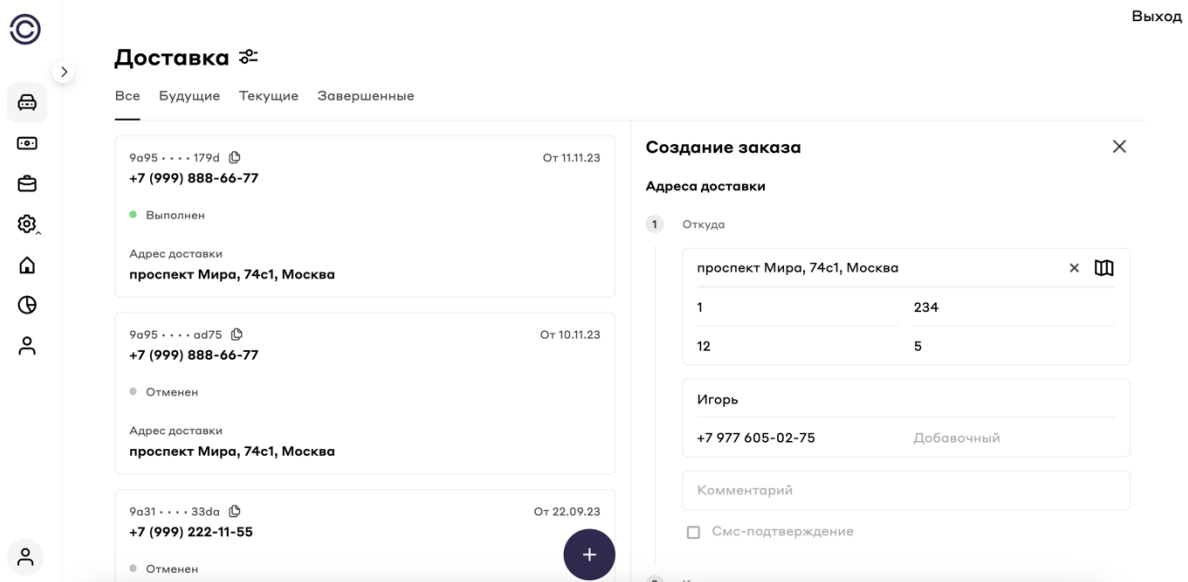 Выход
Доставка
Все Будущие Текущие Завершенные
9a95 • • • • 179d От 11.11.23
+7 (999) 888-66-77
Выполнен
Адрес доставки
проспект Мира, 74с1, Москва
9a95 • • • • ad75 От 10.11.23
+7 (999) 888-66-77
Отменен
Адрес доставки
проспект Мира, 74с1, Москва
9a31 • • • • 33da От 22.09.23
+7 (999) 222-11-55
Отменен
Создание заказа
Адреса доставки
1 Откуда
проспект Мира, 74с1, Москва
1 234
12 5
Игорь
+7 977 605-02-75 Добавочный
Комментарий
Смс-подтверждение